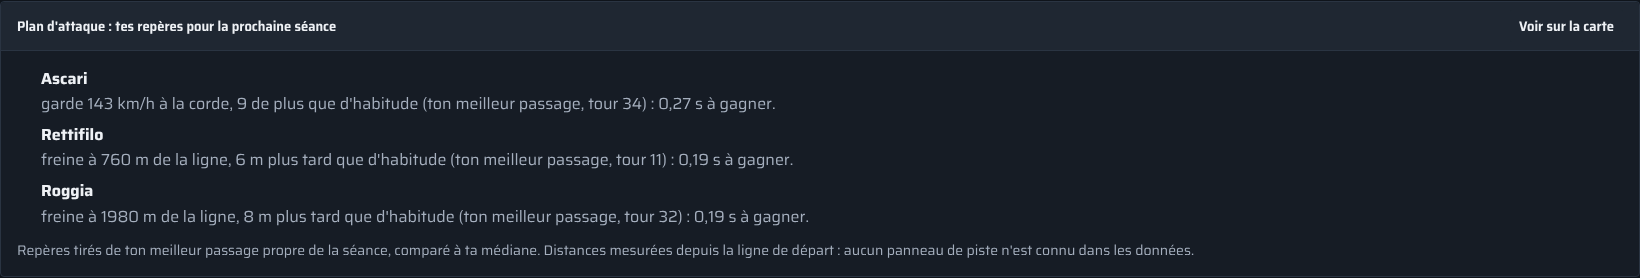 Plan d'attaque : tes repères pour la prochaine séance
Voir sur la carte
Ascari
garde 143 km/h à la corde, 9 de plus que d'habitude (ton meilleur passage, tour 34) : 0,27 s à gagner.
Rettifilo
freine à 760 m de la ligne, 6 m plus tard que d'habitude (ton meilleur passage, tour 11) : 0,19 s à gagner.
Roggia
freine à 1980 m de la ligne, 8 m plus tard que d'habitude (ton meilleur passage, tour 32) : 0,19 s à gagner.
Repères tirés de ton meilleur passage propre de la séance, comparé à ta médiane. Distances mesurées depuis la ligne de départ : aucun panneau de piste n'est connu dans les données.